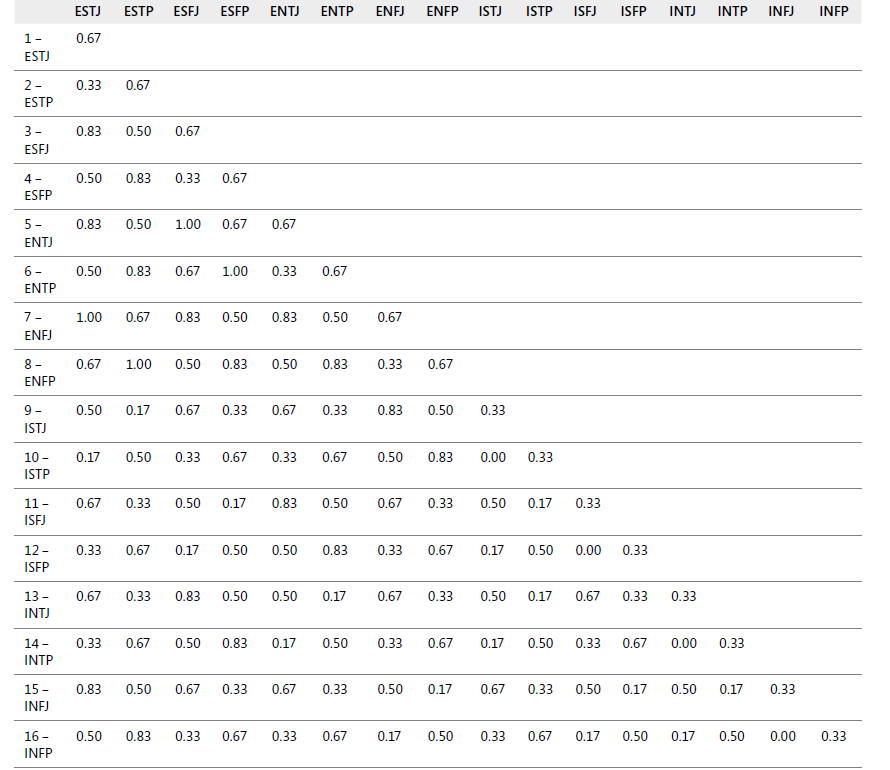 ESTJ ESTP ESFJ ESFP ENTJ ENTP ENFJ ENFP ISTJ ISTP ISFJ ISFP INTJ INTP INFJ INFP
1 – 0.67
ESTJ
2 – 0.33 0.67
ESTP
3 – 0.83 0.50 0.67
ESFJ
4 – 0.50 0.83 0.33 0.67
ESFP
5 – 0.83 0.50 1.00 0.67 0.67
ENTJ
6 – 0.50 0.83 0.67 1.00 0.33 0.67
ENTP
7 – 1.00 0.67 0.83 0.50 0.83 0.50 0.67
ENFJ
8 – 0.67 1.00 0.50 0.83 0.50 0.83 0.33 0.67
ENFP
9 – 0.50 0.17 0.67 0.33 0.67 0.33 0.83 0.50 0.33
ISTJ
10 – 0.17 0.50 0.33 0.67 0.33 0.67 0.50 0.83 0.00 0.33
ISTP
11 – 0.67 0.33 0.50 0.17 0.83 0.50 0.67 0.33 0.50 0.17 0.33
ISFJ
12 – 0.33 0.67 0.17 0.50 0.50 0.83 0.33 0.67 0.17 0.50 0.00 0.33
ISFP
13 – 0.67 0.33 0.83 0.50 0.50 0.17 0.67 0.33 0.50 0.17 0.67 0.33 0.33
INTJ
14 – 0.33 0.67 0.50 0.83 0.17 0.50 0.33 0.67 0.17 0.50 0.33 0.67 0.00 0.33
INTP
15 – 0.83 0.50 0.67 0.33 0.67 0.33 0.50 0.17 0.67 0.33 0.50 0.17 0.50 0.17 0.33
INFJ
16 – 0.50 0.83 0.33 0.67 0.33 0.67 0.17 0.50 0.33 0.67 0.17 0.50 0.17 0.50 0.00 0.33
INFP